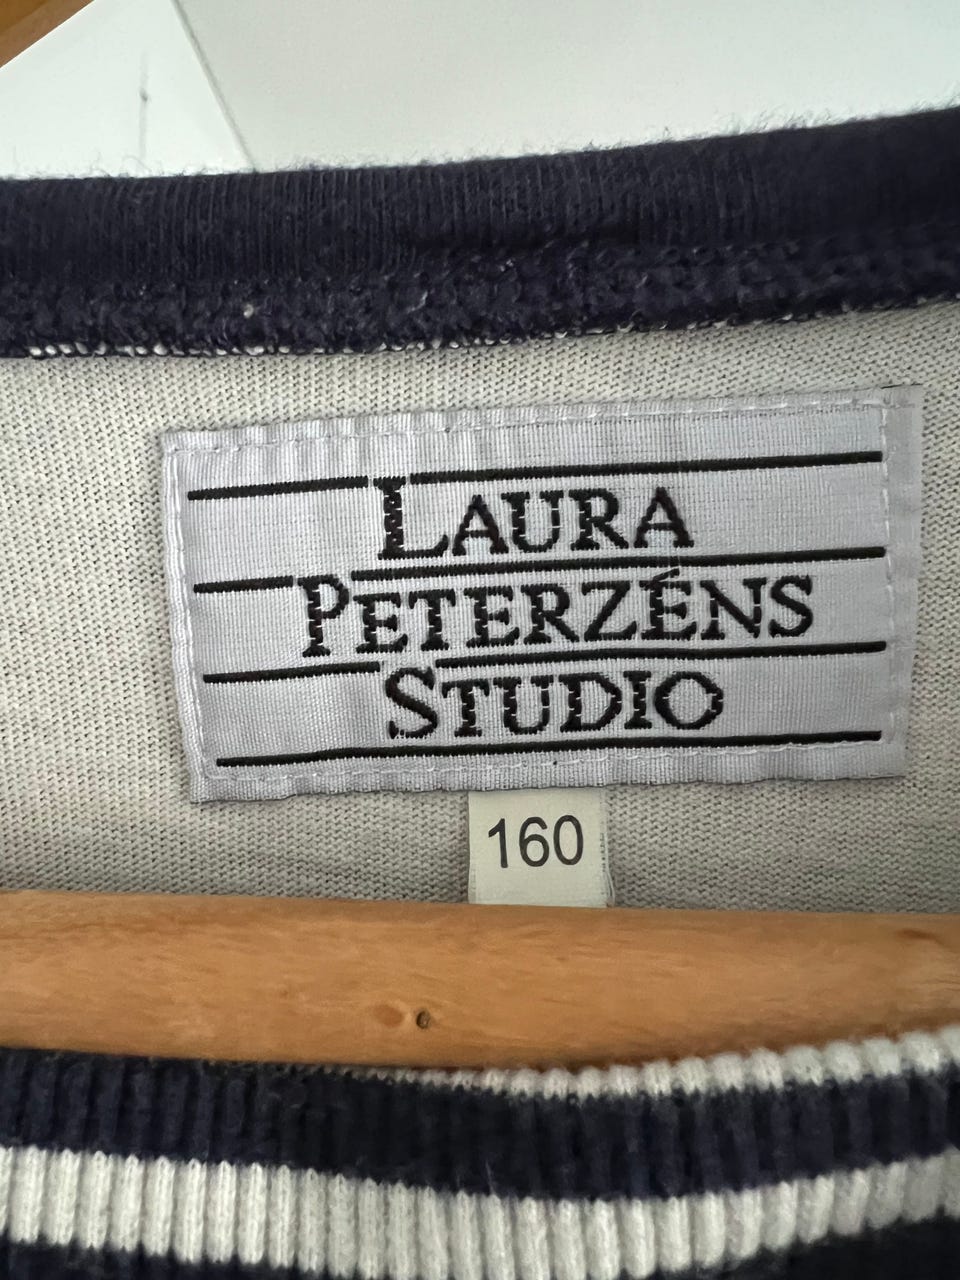 LAURA
PETERZÉNS
STUDIO
160